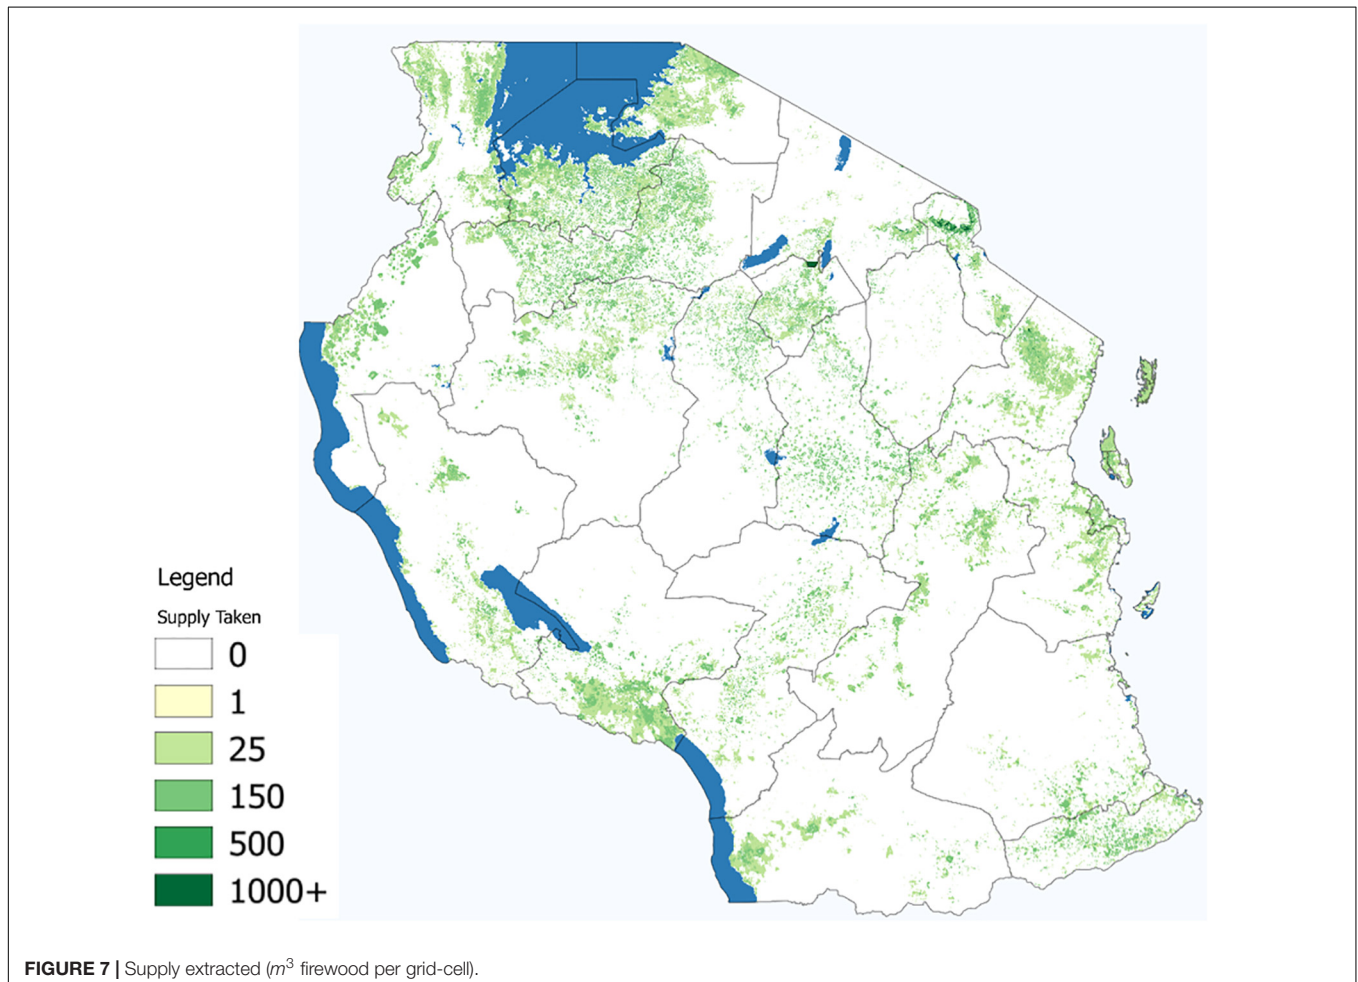 Legend
Supply Taken
0
1
25
150
500
1000+
FIGURE 7 | Supply extracted (m³ firewood per grid-cell).